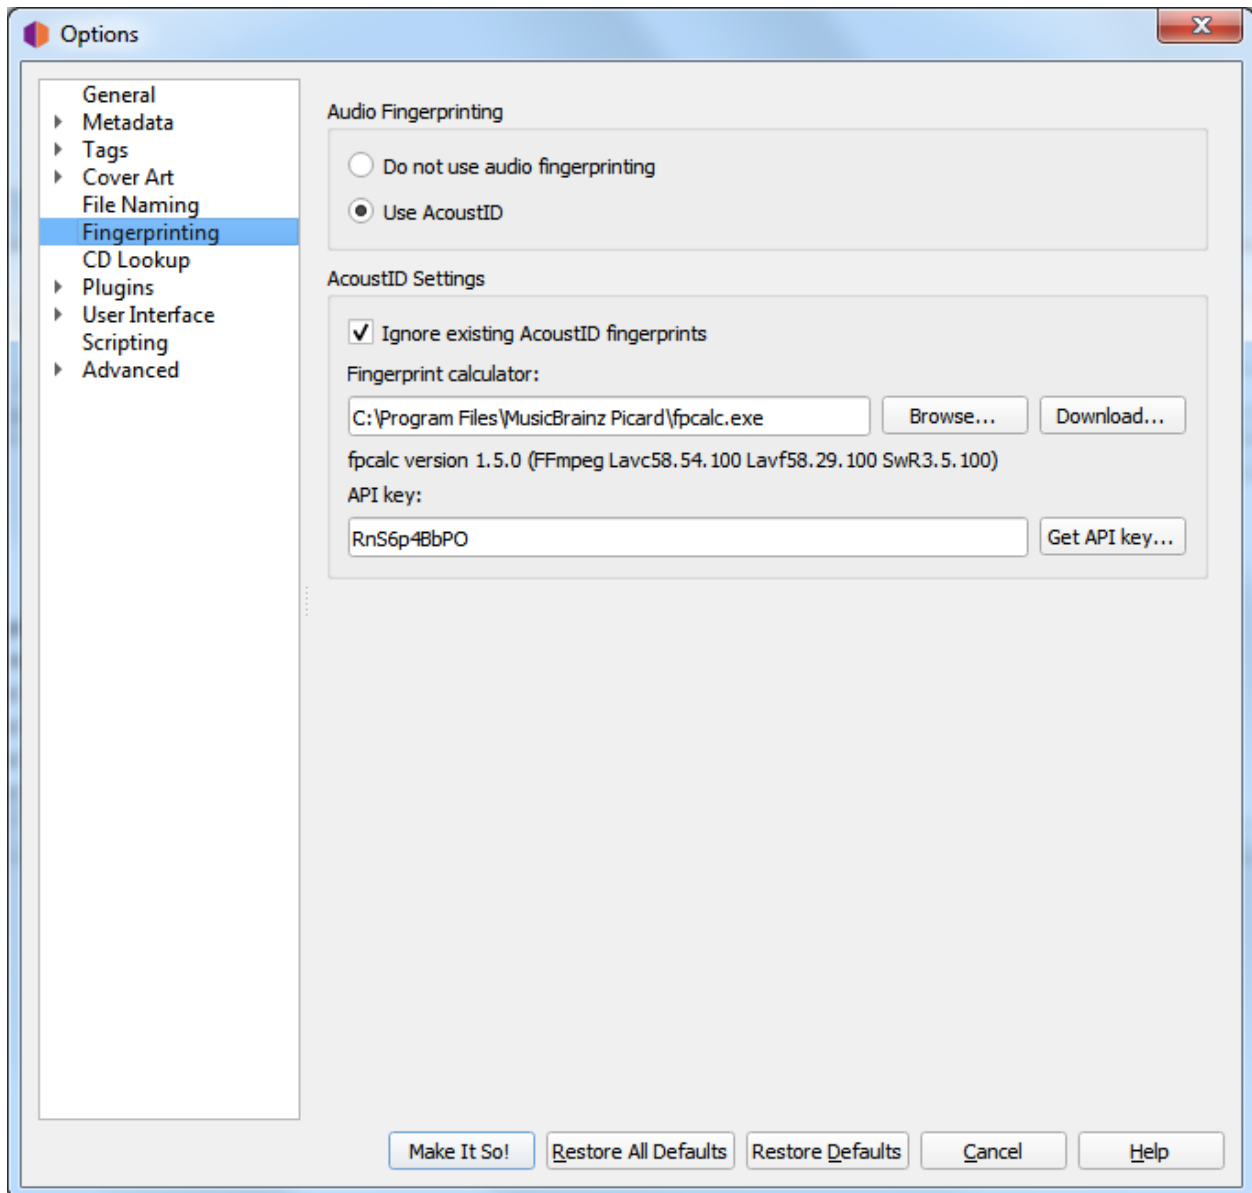 Options
General
Metadata
Tags
Cover Art
File Naming
Fingerprinting
CD Lookup
Plugins
User Interface
Scripting
Advanced
Audio Fingerprinting
Do not use audio fingerprinting
Use AcoustID
AcoustID Settings
Ignore existing AcoustID fingerprints
Fingerprint calculator:
C:\Program Files\MusicBrainz Picard\fpcalc.exe Browse... Download...
fpcalc version 1.5.0 (FFmpeg Lavc58.54.100 Lavf58.29.100 SwR3.5.100)
API key:
RnS6p4BbPO Get API key...
Make It So! Restore All Defaults Restore Defaults Cancel Help